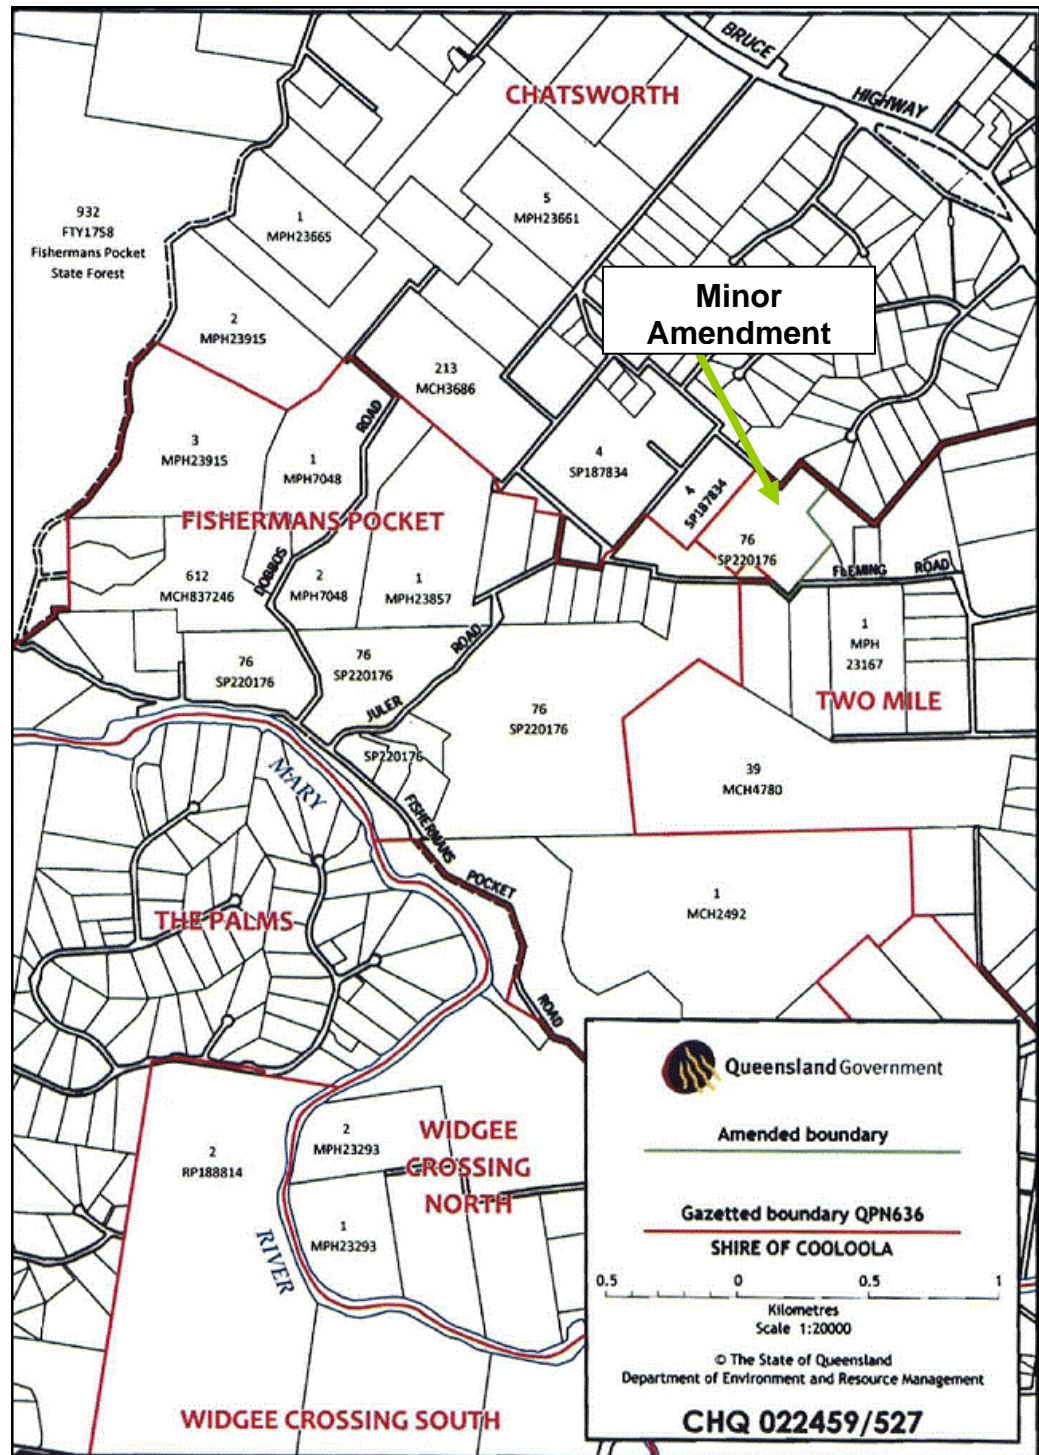 BRUCE
HIGHWAY
CHATSWORTH
932
FTY1758
Fishermans Pocket
State Forest
1
MPH23665
5
MPH23661
Minor
Amendment
2
MPH23915
213
MCH3686
ROAD
3
MPH23915
1
MPH7048
4
SP187834
4
SP187834
FISHERMANS POCKET
76
SP220176
DOBBOS
612
MCH837246
2
MPH7048
1
MPH23857
FLEMING
ROAD
1
MPH
23167
76
SP220176
76
SP220176
ROAD
JULER
76
SP220176
TWO MILE
SP220176
MARY
39
MCH4780
FISHERMANS
POCKET
ROAD
1
MCH2492
THE PALMS
2
RP188814
2
MPH23293
WIDGEE
CROSSING
NORTH
1
MPH23293
RIVER
WIDGEE CROSSING SOUTH
Queensland Government
Amended boundary
Gazetted boundary QPN636
SHIRE OF COOLOOLA
0.5 0 0.5 1
Kilometres
Scale 1:20000
© The State of Queensland
Department of Environment and Resource Management
CHQ 022459/527